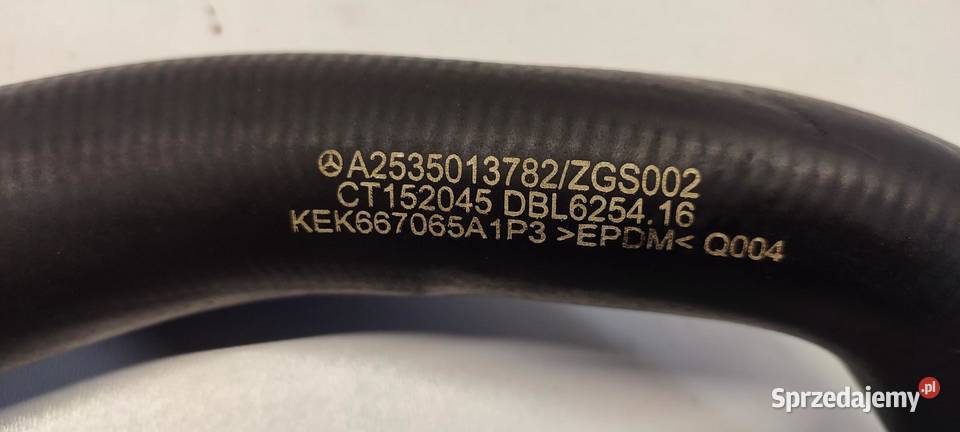 A2535013782/ZGS002
CT152045 DBL6254.16
KEK667065A1P3 >EPDM< Q004
Sprzedajemy.pl